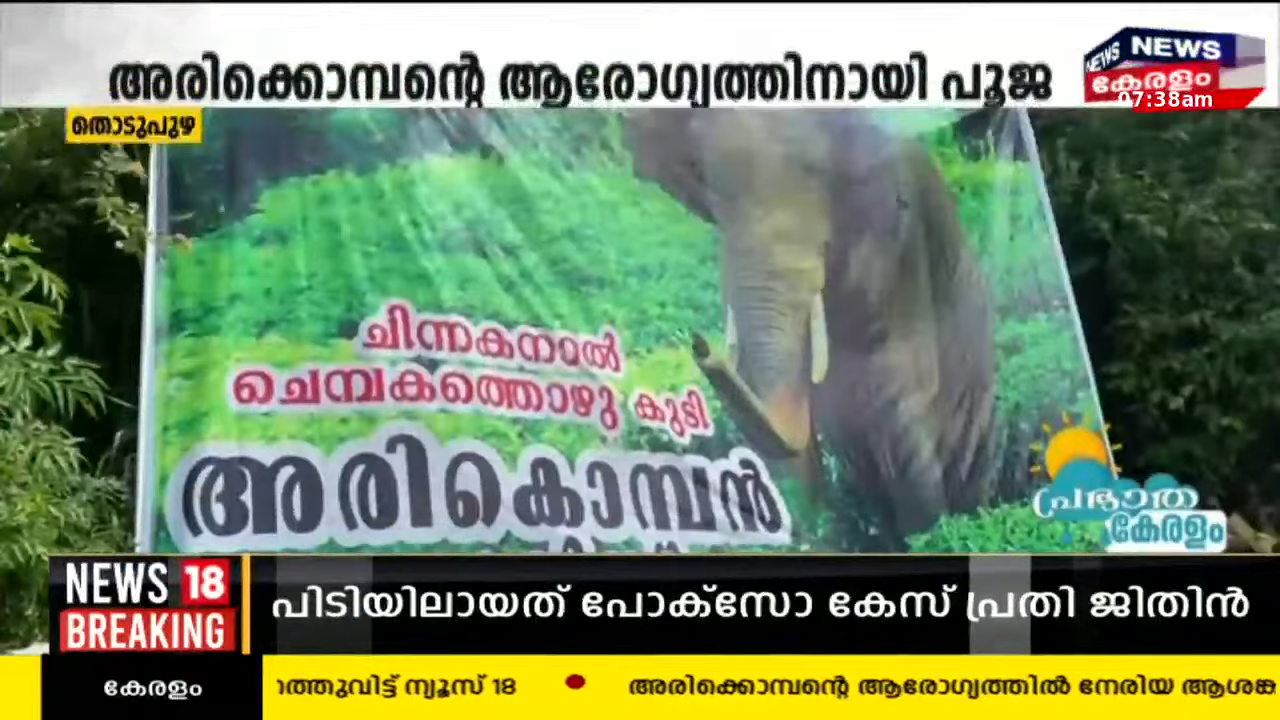 അരിക്കൊമ്പന്റെ ആരോഗ്യത്തിനായി പൂജ
NEWS NEWS
കേരളം
07:38am
തൊടുപുഴ
ചിന്നകനാൽ
ചെമ്പകത്തൊഴു കുടി
അരികൊമ്പൻ
പ്രഭാത
കേരളം
NEWS 18
BREAKING
പിടിയിലായത് പോക്സോ കേസ് പ്രതി ജിതിൻ
കേരളം
ത്തുവിട്ട് ന്യൂസ് 18 • അരിക്കൊമ്പന്റെ ആരോഗ്യത്തിൽ നേരിയ ആശങ്ക